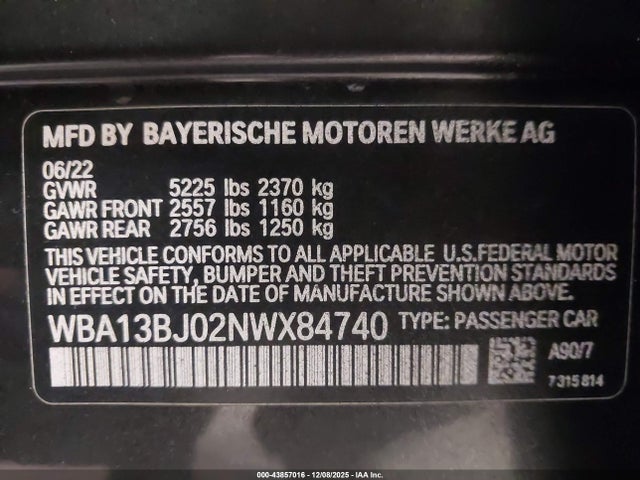 MFD BY BAYERISCHE MOTOREN WERKE AG
06/22
GVWR 5225 lbs 2370 kg
GAWR FRONT 2557 lbs 1160 kg
GAWR REAR 2756 lbs 1250 kg
THIS VEHICLE CONFORMS TO ALL APPLICABLE U.S.FEDERAL MOTOR
VEHICLE SAFETY, BUMPER AND THEFT PREVENTION STANDARDS
IN EFFECT ON THE DATE OF MANUFACTURE SHOWN ABOVE.
WBA13BJ02NWX84740 TYPE: PASSENGER CAR
A90/7
7315814
000-43857016 - 12/08/2025 - IAA Inc.